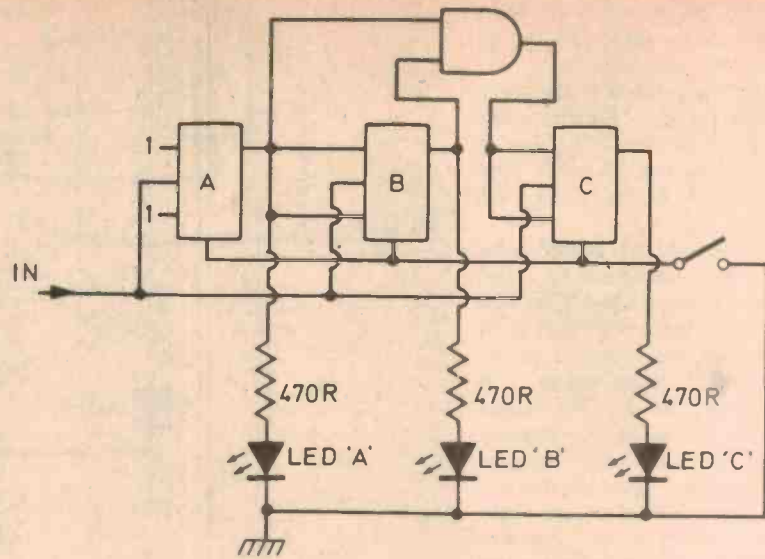 1
A
B
C
1
IN
470R
470R
470R
LED 'A'
LED 'B'
LED 'C'